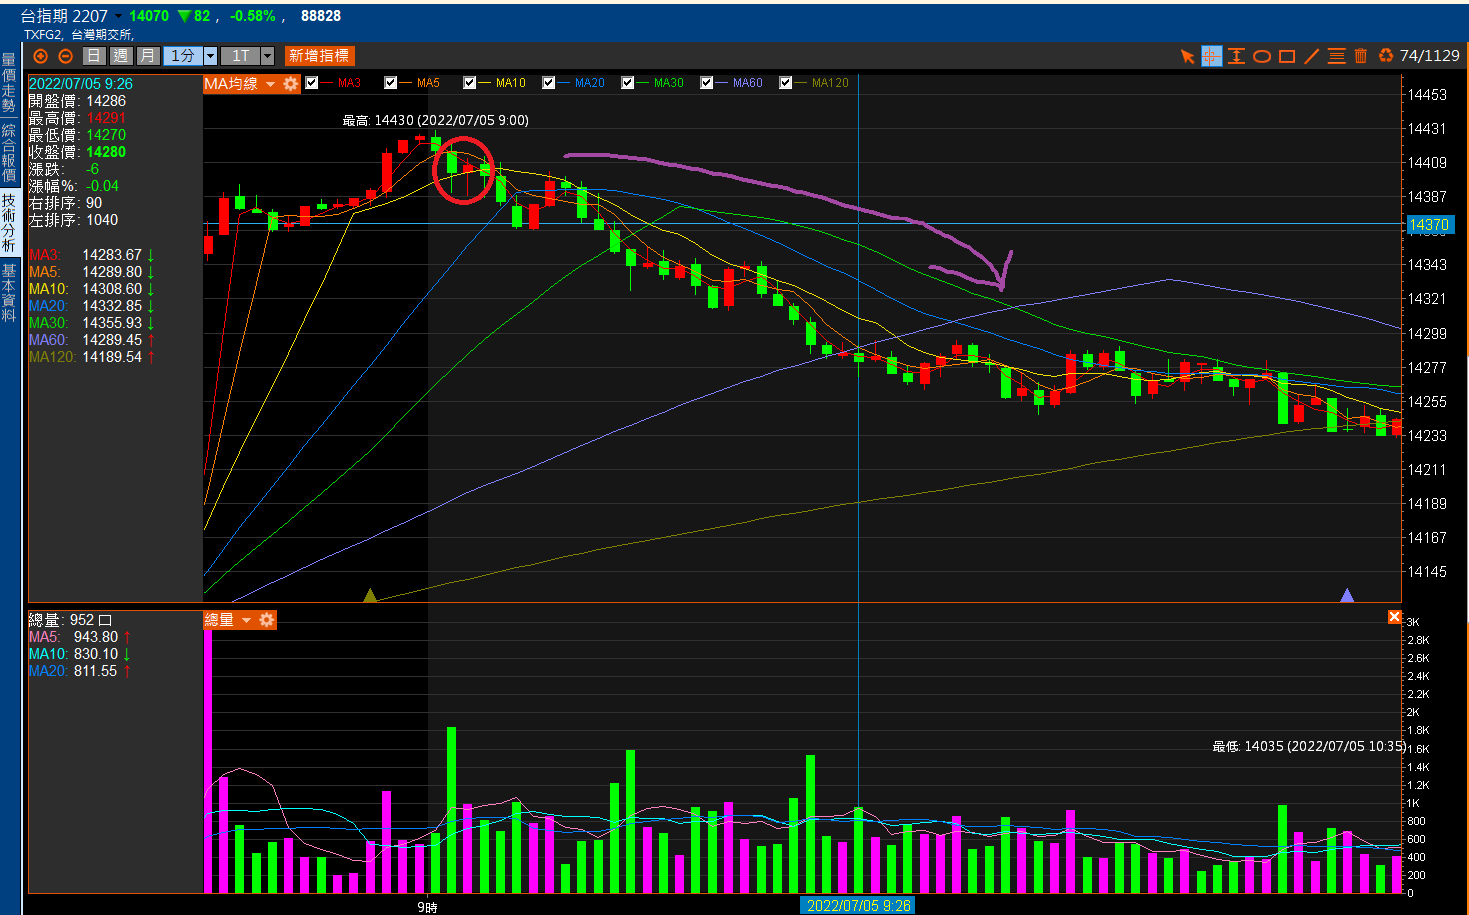 台指期 2207 14070 ▼82 , -0.58% , 88828
TXFG2, 台灣期交所,
日 週 月 1分 1T 新增指標 74/1129
量價走勢
綜合報價
技術分析
基本資料
2022/07/05 9:26
開盤價: 14286
最高價: 14291
最低價: 14270
收盤價: 14280
漲跌: -6
漲幅%: -0.04
右排序: 90
左排序: 1040
MA3: 14283.67 ↓
MA5: 14289.80 ↓
MA10: 14308.60 ↓
MA20: 14332.85 ↓
MA30: 14355.93 ↓
MA60: 14289.45 ↑
MA120: 14189.54 ↑
MA均線 MA3 MA5 MA10 MA20 MA30 MA60 MA120
最高: 14430 (2022/07/05 9:00)
14453
14431
14409
14387
14370
14343
14321
14299
14277
14255
14233
14211
14189
14167
14145
總量: 952 口
MA5: 943.80 ↑
MA10: 830.10 ↓
MA20: 811.55 ↑
總量
3K
2.8K
2.6K
2.4K
2.2K
2K
1.8K
最低: 14035 (2022/07/05 10:35)
1.6K
1.4K
1.2K
1K
800
600
400
200
0
9時
2022/07/05 9:26